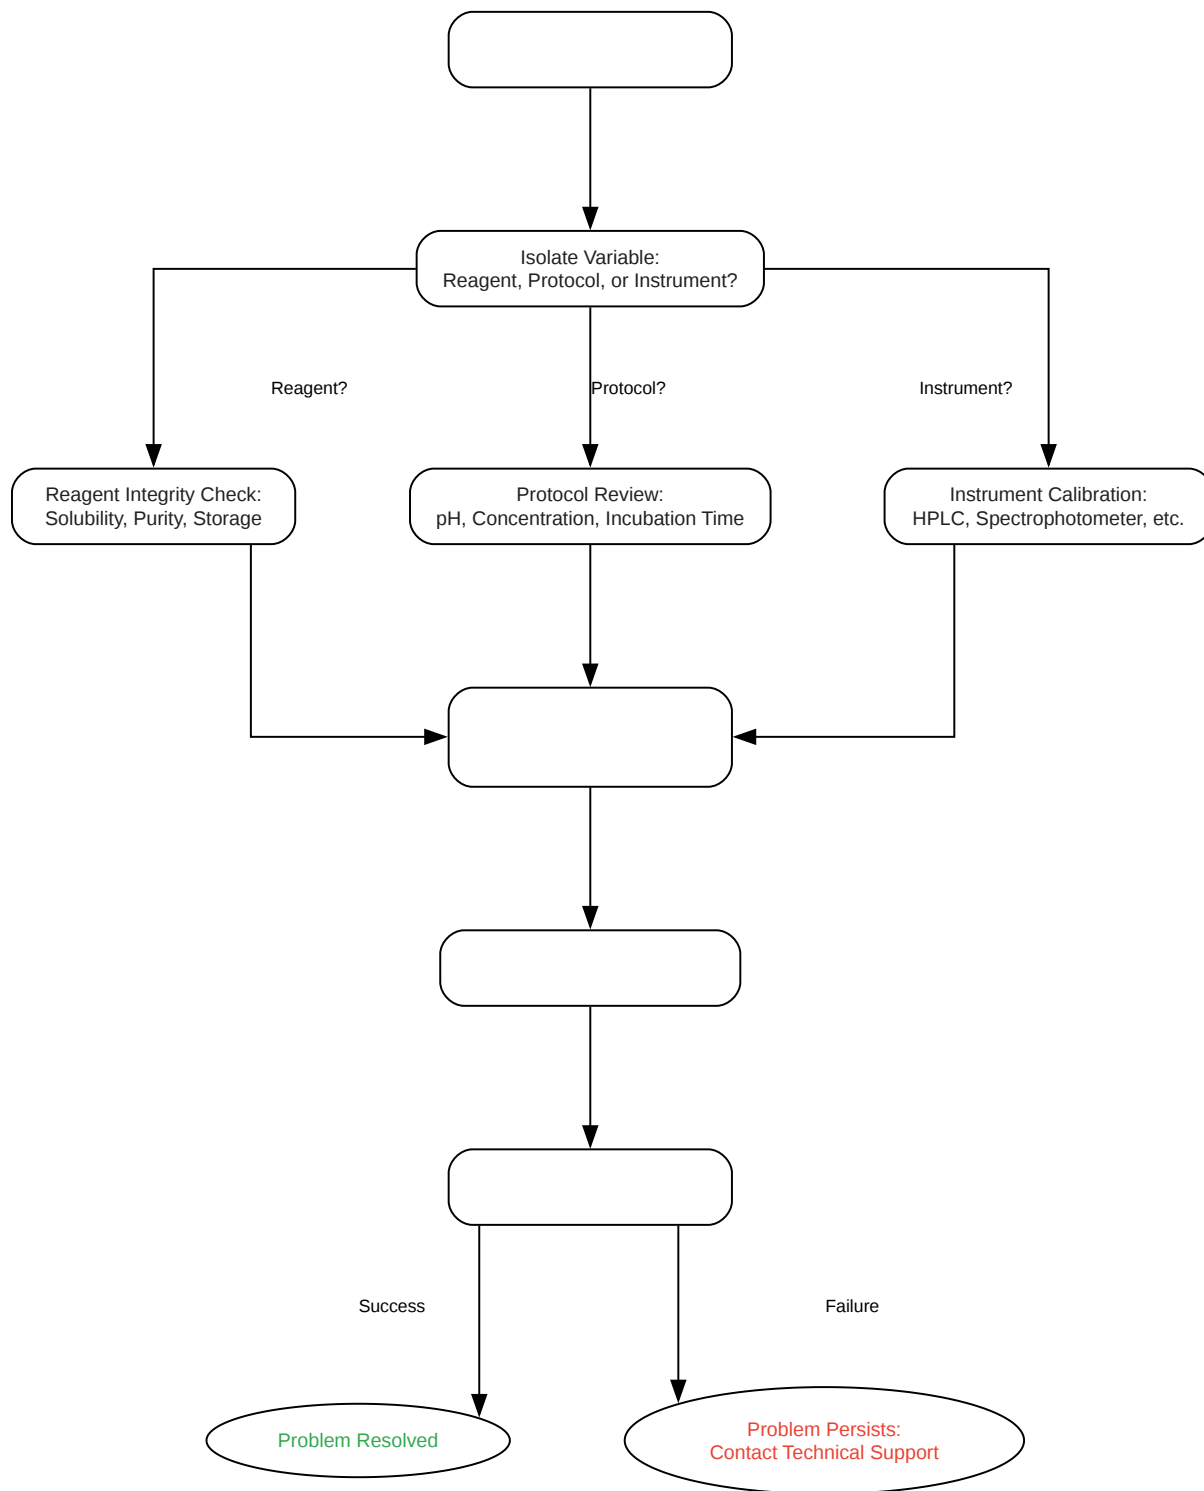 Isolate Variable:
Reagent, Protocol, or Instrument?
Reagent?
Protocol?
Instrument?
Reagent Integrity Check:
Solubility, Purity, Storage
Protocol Review:
pH, Concentration, Incubation Time
Instrument Calibration:
HPLC, Spectrophotometer, etc.
Success
Failure
Problem Resolved
Problem Persists:
Contact Technical Support